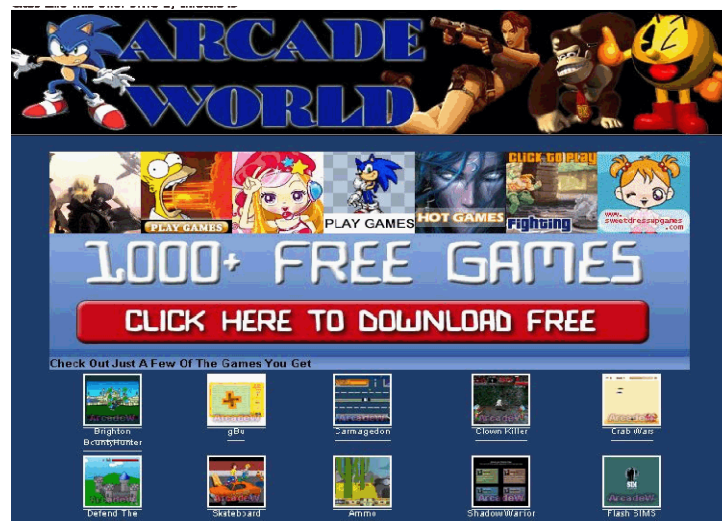 ARCADE
WORLD
PLAY GAMES
PLAY GAMES
HOT GAMES
CLICK TO PLAY
Fighting
www.
sweetdressupgames
.com
1000+ FREE GAMES
CLICK HERE TO DOWNLOAD FREE
Check Out Just A Few Of The Games You Get
Brighton
BountyHunter
Carmagedon
Clown Killer
Crab Wars
Defend The
Skateboard
Ammo
Shadow Warrior
Flash SIMS